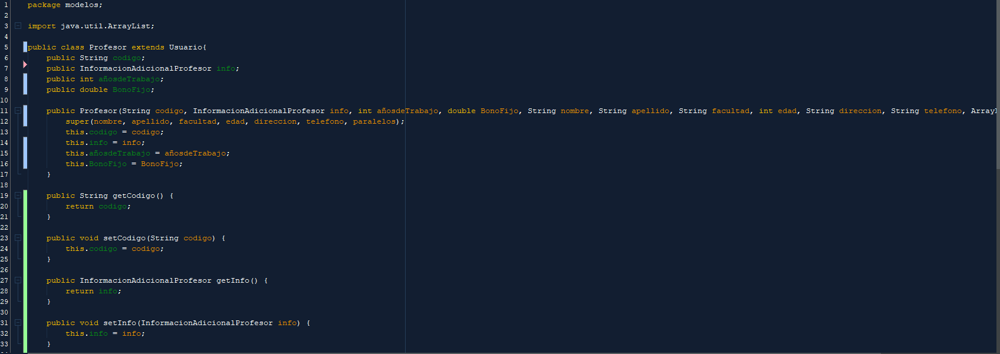 1 package modelos;
2
3 import java.util.ArrayList;
4
5 public class Profesor extends Usuario{
6 public String codigo;
7 public InformacionAdicionalProfesor info;
8 public int añosdeTrabajo;
9 public double BonoFijo;
10
11 public Profesor(String codigo, InformacionAdicionalProfesor info, int añosdeTrabajo, double BonoFijo, String nombre, String apellido, String facultad, int edad, String direccion, String telefono,
12 super(nombre, apellido, facultad, edad, direccion, telefono, paralelos);
13 this.codigo = codigo;
14 this.info = info;
15 this.añosdeTrabajo = añosdeTrabajo;
16 this.BonoFijo = BonoFijo;
17 }
18
19 public String getCodigo() {
20 return codigo;
21 }
22
23 public void setCodigo(String codigo) {
24 this.codigo = codigo;
25 }
26
27 public InformacionAdicionalProfesor getInfo() {
28 return info;
29 }
30
31 public void setInfo(InformacionAdicionalProfesor info) {
32 this.info = info;
33 }